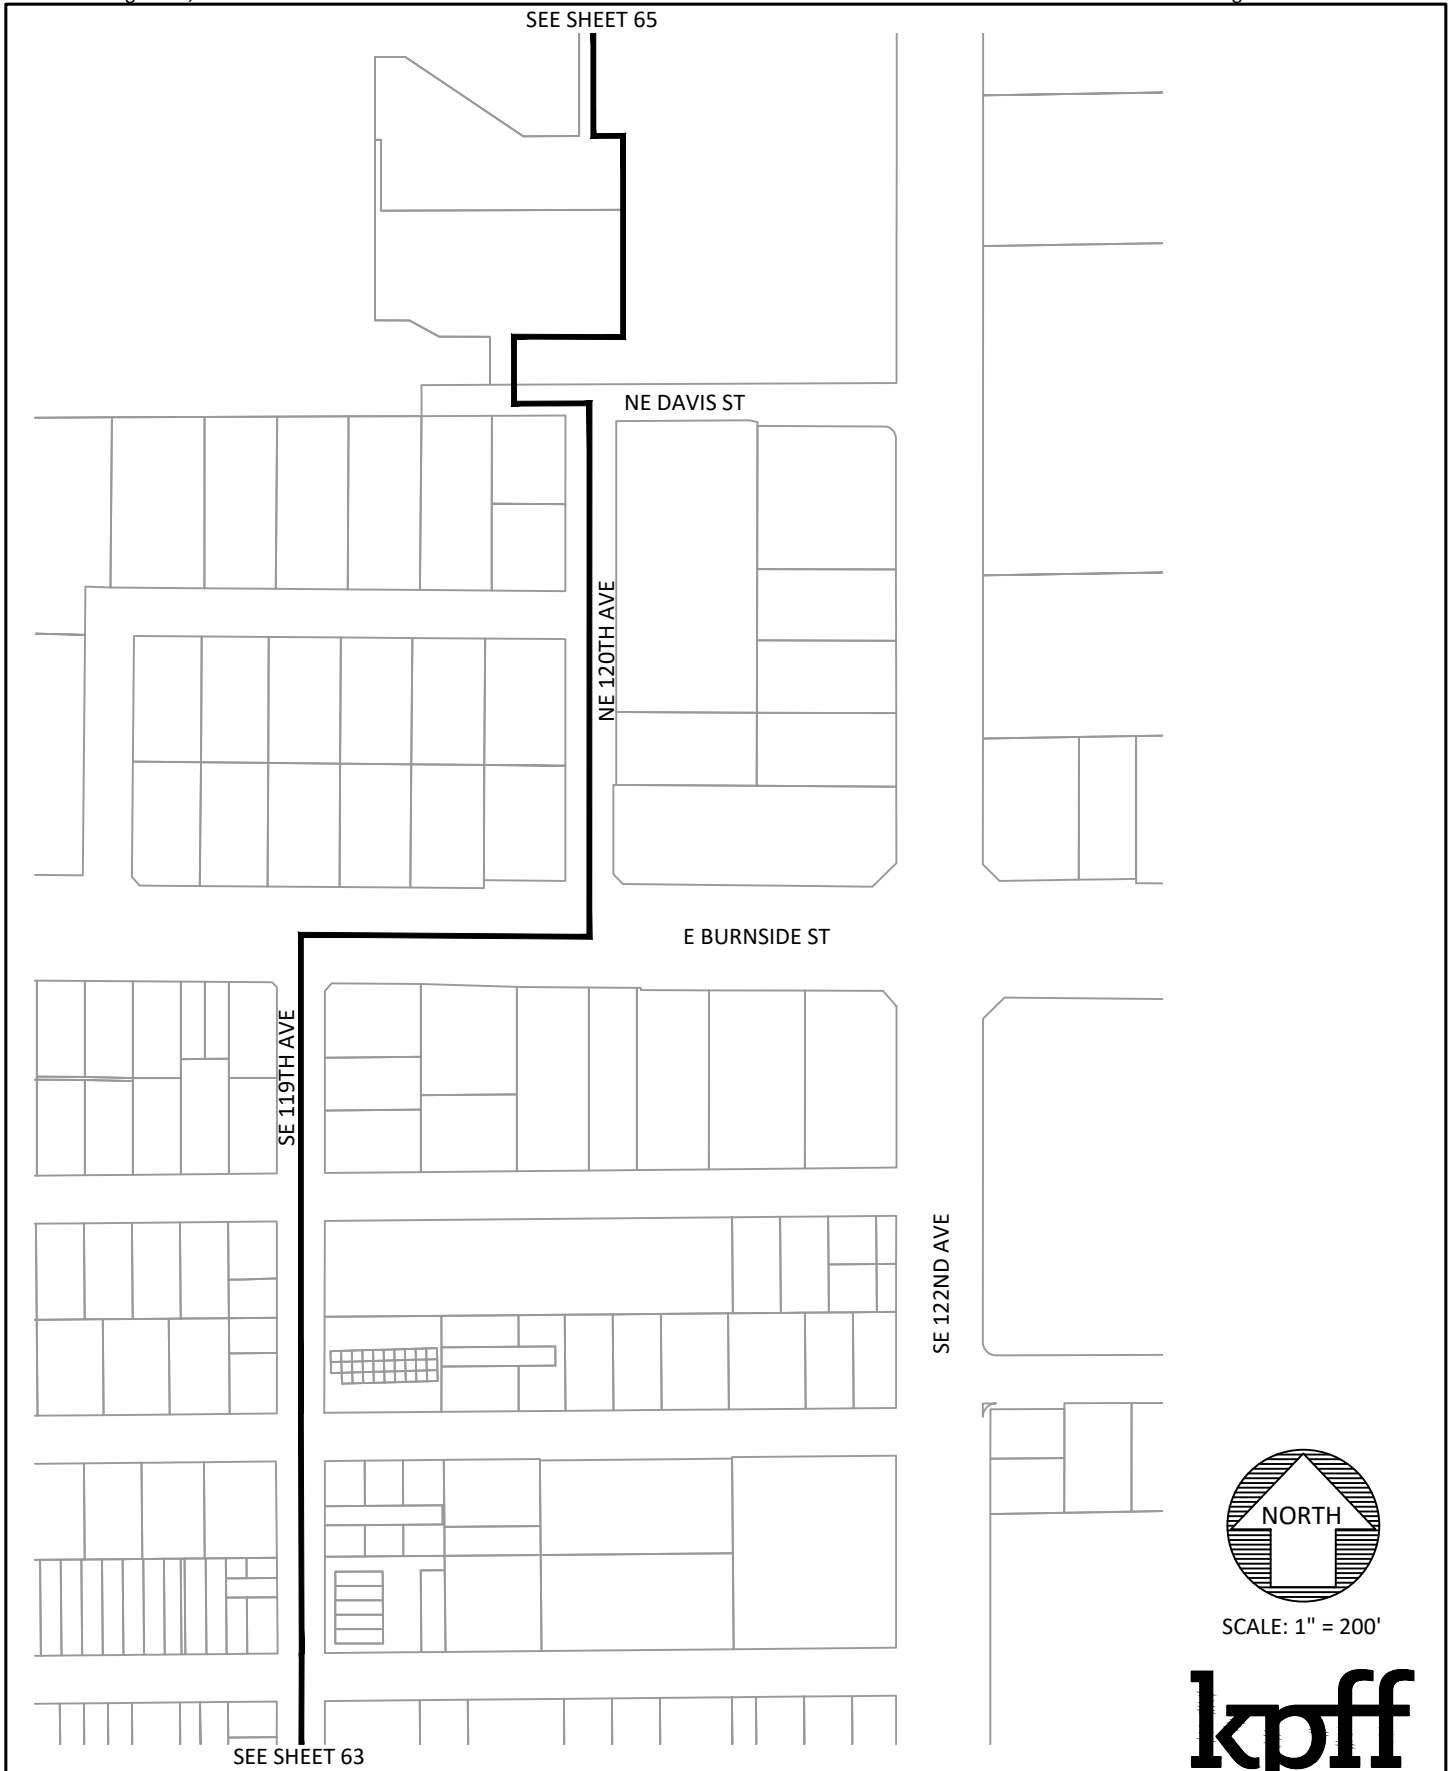 SEE SHEET 65
NE DAVIS ST
NE 120TH AVE
E BURNSIDE ST
SE 119TH AVE
SE 122ND AVE
NORTH
SCALE: 1" = 200'
kpff
SEE SHEET 63